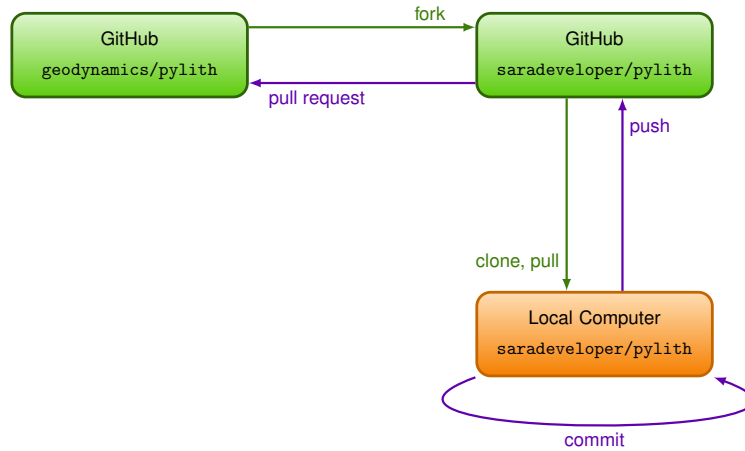 fork
GitHub
geodynamics/pylith
GitHub
saradeveloper/pylith
pull request
push
clone, pull
Local Computer
saradeveloper/pylith
commit